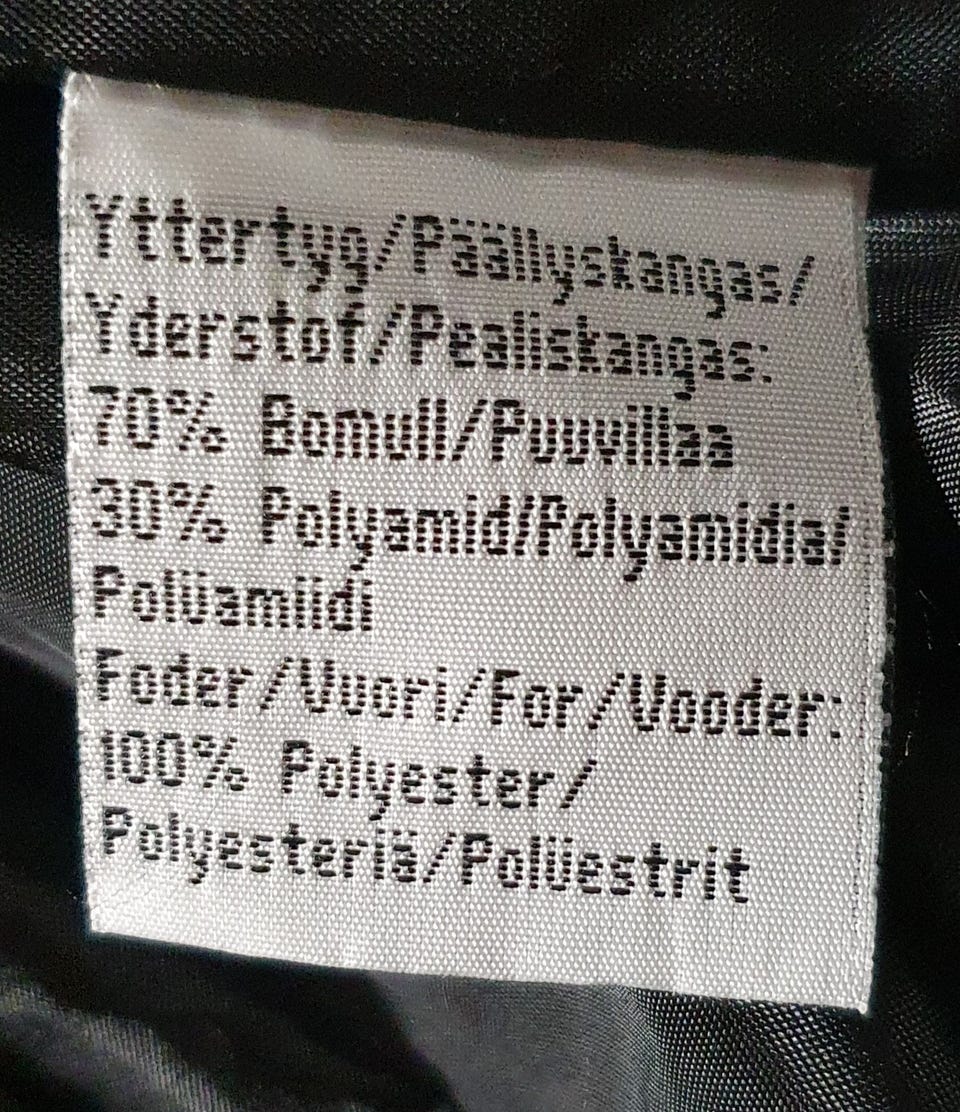 Yttertyg/Päällyskangas/
Yderstof/Pealiskangas:
70% Bomull/Puuvillaa
30% Polyamid/Polyamidia/
Polüamiidi
Foder/Vuori/For/Vooder:
100% Polyester/
Polyesteriä/Polüestrit